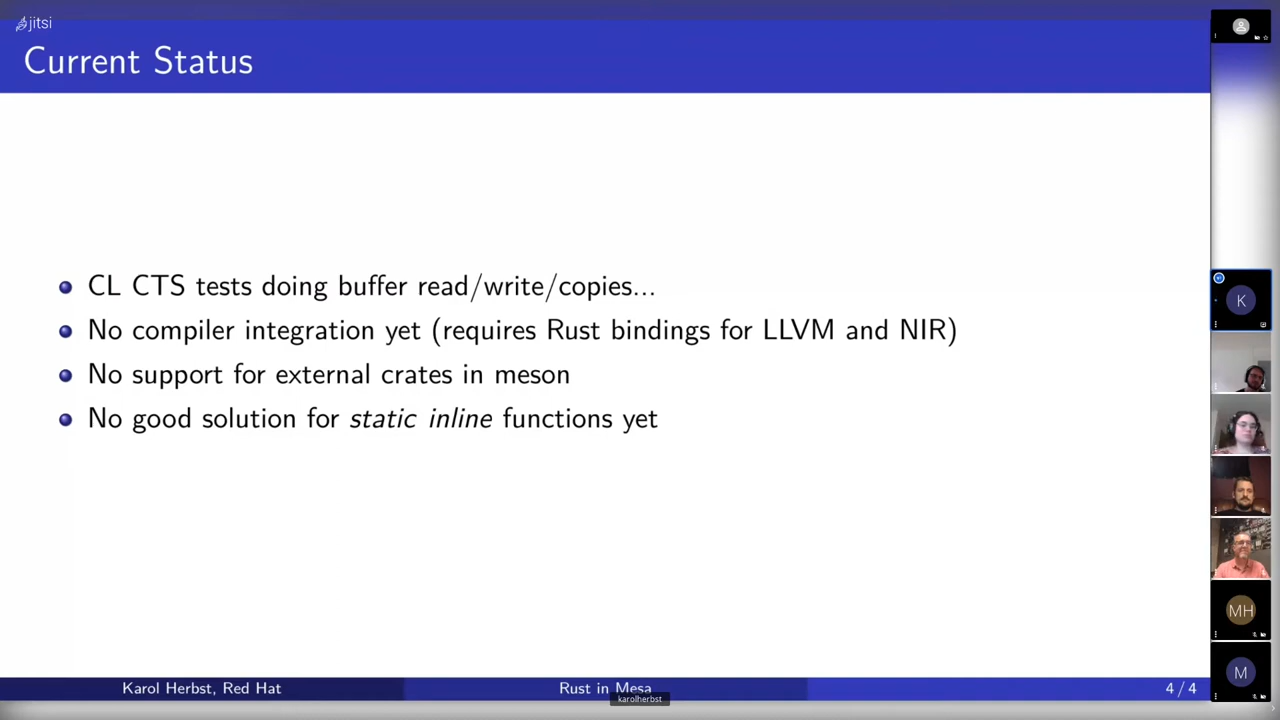 jitsi
Current Status
CL CTS tests doing buffer read/write/copies...
No compiler integration yet (requires Rust bindings for LLVM and NIR)
No support for external crates in meson
No good solution for static inline functions yet
Karol Herbst, Red Hat
Rust in Mesa
4/4
karolherbst
K
MH
M